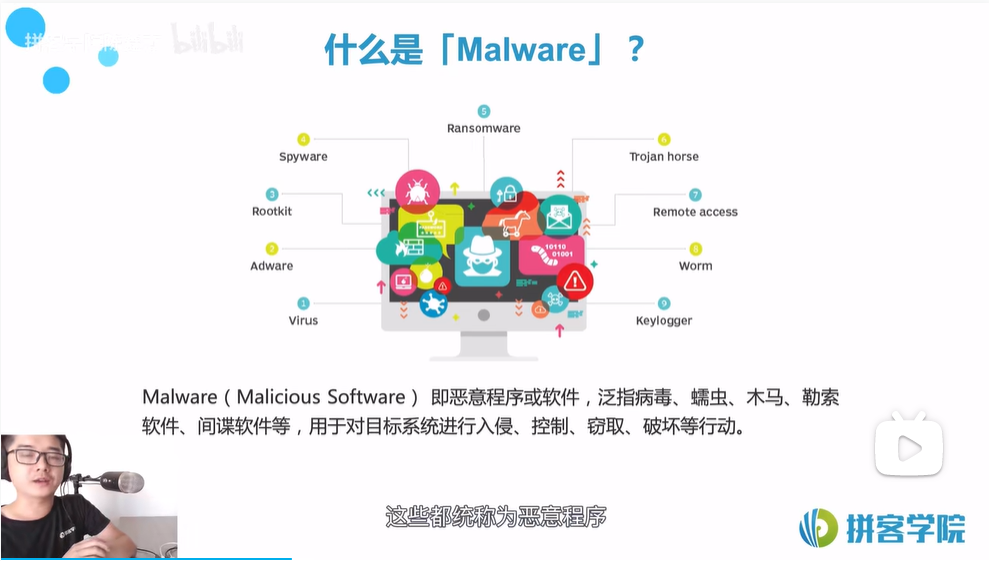 bilibili
什么是「Malware」？
5
Ransomware
4
Spyware
6
Trojan horse
3
Rootkit
7
Remote access
2
Adware
8
Worm
1
Virus
9
Keylogger
10110
01001
Malware（Malicious Software） 即恶意程序或软件，泛指病毒、蠕虫、木马、勒索
软件、间谍软件等，用于对目标系统进行入侵、控制、窃取、破坏等行动。
这些都统称为恶意程序
拼客学院